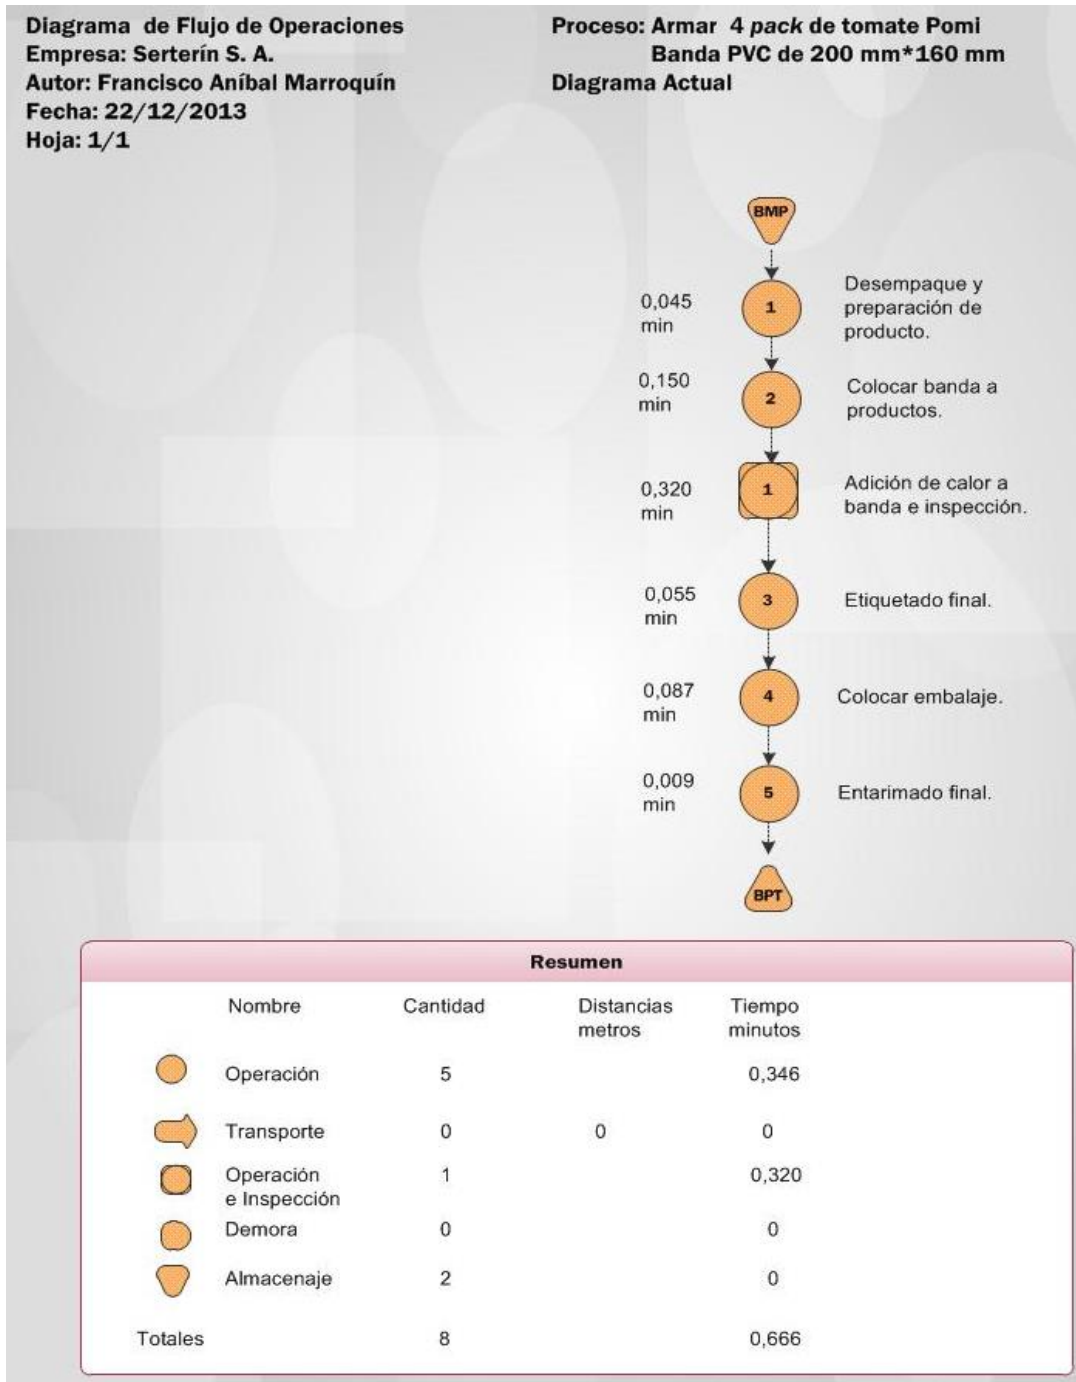 Diagrama de Flujo de Operaciones
Empresa: Serterín S. A.
Autor: Francisco Aníbal Marroquín
Fecha: 22/12/2013
Hoja: 1/1
Proceso: Armar 4 pack de tomate Pomi
Banda PVC de 200 mm*160 mm
Diagrama Actual
BMP
0,045
min
1
Desempaque y
preparación de
producto.
0,150
min
2
Colocar banda a
productos.
0,320
min
1
Adición de calor a
banda e inspección.
0,055
min
3
Etiquetado final.
0,087
min
4
Colocar embalaje.
0,009
min
5
Entarimado final.
BPT
Resumen
Nombre Cantidad Distancias Tiempo
metros minutos
Operación 5 0,346
Transporte 0 0 0
Operación 1 0,320
e Inspección
Demora 0 0
Almacenaje 2 0
Totales 8 0,666